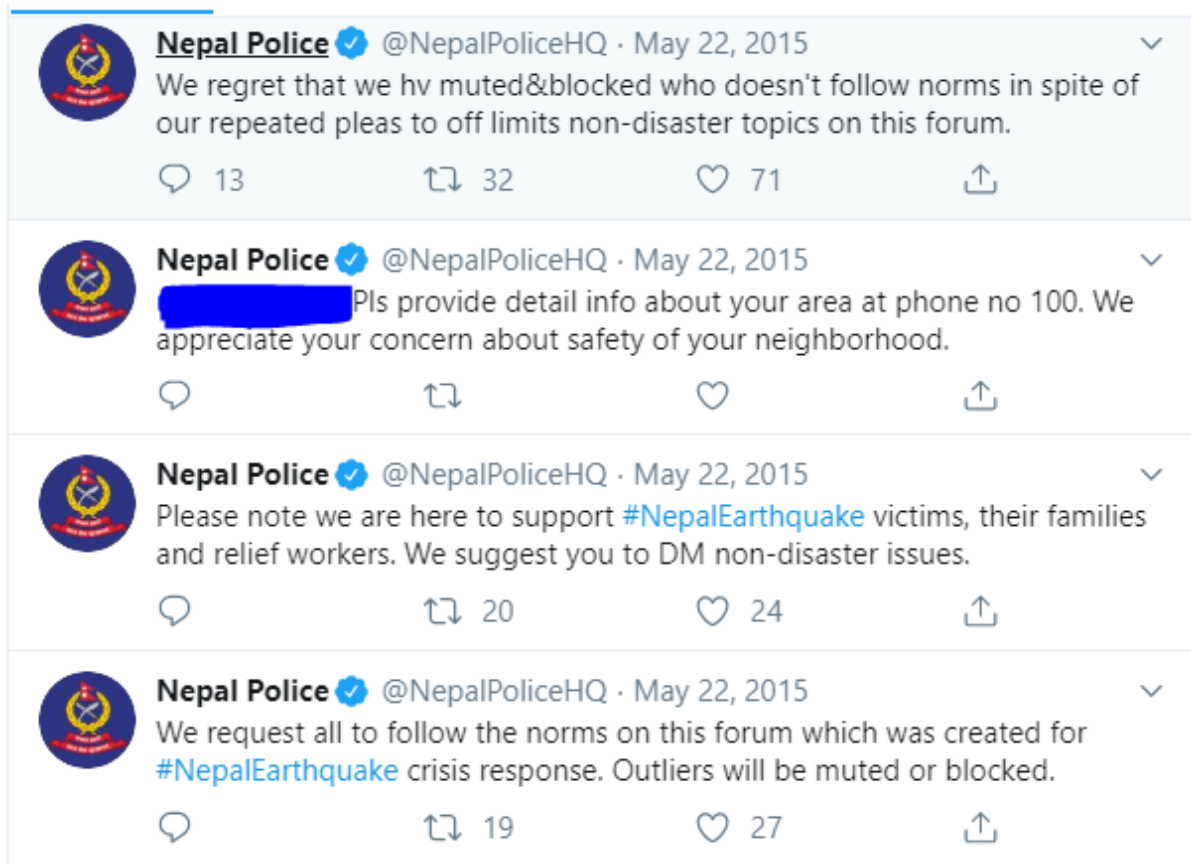 Nepal Police @NepalPoliceHQ · May 22, 2015
We regret that we hv muted&blocked who doesn't follow norms in spite of
our repeated pleas to off limits non-disaster topics on this forum.
13 32 71
Nepal Police @NepalPoliceHQ · May 22, 2015
Pls provide detail info about your area at phone no 100. We
appreciate your concern about safety of your neighborhood.
Nepal Police @NepalPoliceHQ · May 22, 2015
Please note we are here to support #NepalEarthquake victims, their families
and relief workers. We suggest you to DM non-disaster issues.
20 24
Nepal Police @NepalPoliceHQ · May 22, 2015
We request all to follow the norms on this forum which was created for
#NepalEarthquake crisis response. Outliers will be muted or blocked.
19 27